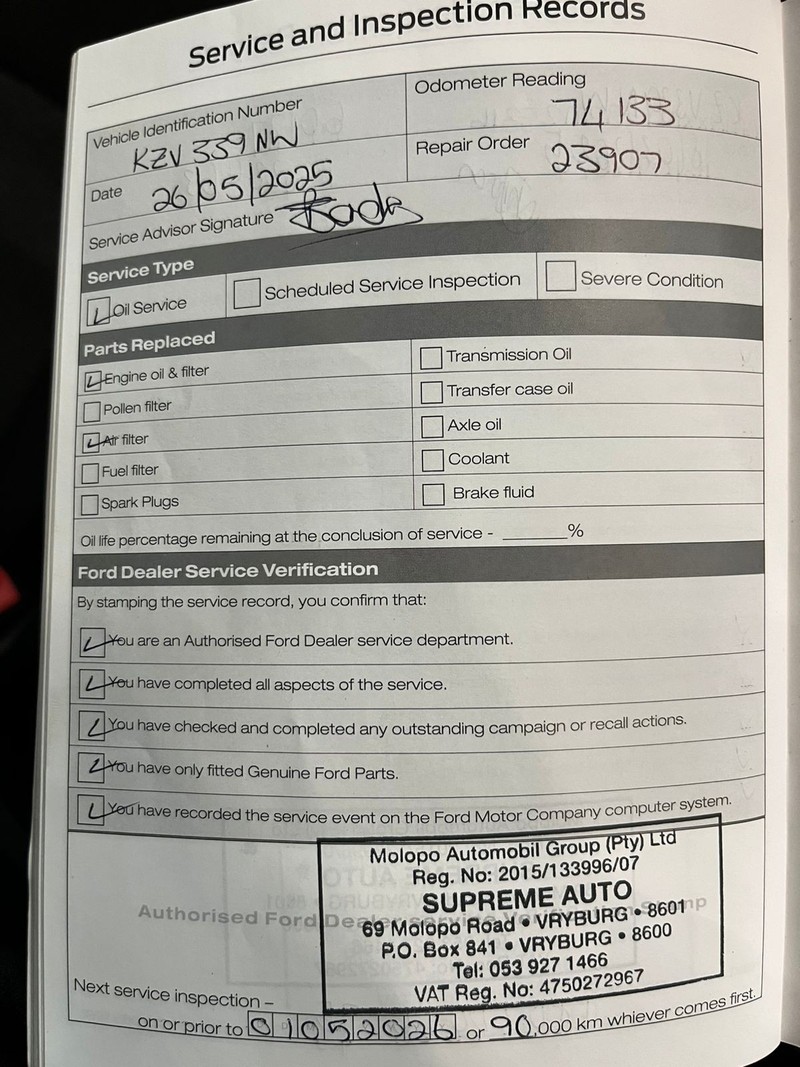 Service and Inspection Records
Vehicle Identification Number
KZV 339 NW
Odometer Reading
74 133
Date 26/05/2025
Repair Order 23907
Service Advisor Signature
Service Type
Oil Service
Scheduled Service Inspection
Severe Condition
Parts Replaced
Engine oil & filter
Transmission Oil
Pollen filter
Transfer case oil
Air filter
Axle oil
Fuel filter
Coolant
Spark Plugs
Brake fluid
Oil life percentage remaining at the conclusion of service - ______%
Ford Dealer Service Verification
By stamping the service record, you confirm that:
You are an Authorised Ford Dealer service department.
You have completed all aspects of the service.
You have checked and completed any outstanding campaign or recall actions.
You have only fitted Genuine Ford Parts.
You have recorded the service event on the Ford Motor Company computer system.
Authorised Ford Dealer
Molopo Automobil Group (Pty) Ltd
Reg. No: 2015/133996/07
SUPREME AUTO
69 Molopo Road • VRYBURG • 8601
P.O. Box 841 • VRYBURG • 8600
Tel: 053 927 1466
VAT Reg. No: 4750272967
Next service inspection –
on or prior to 01052026 or 90,000 km whiever comes first.